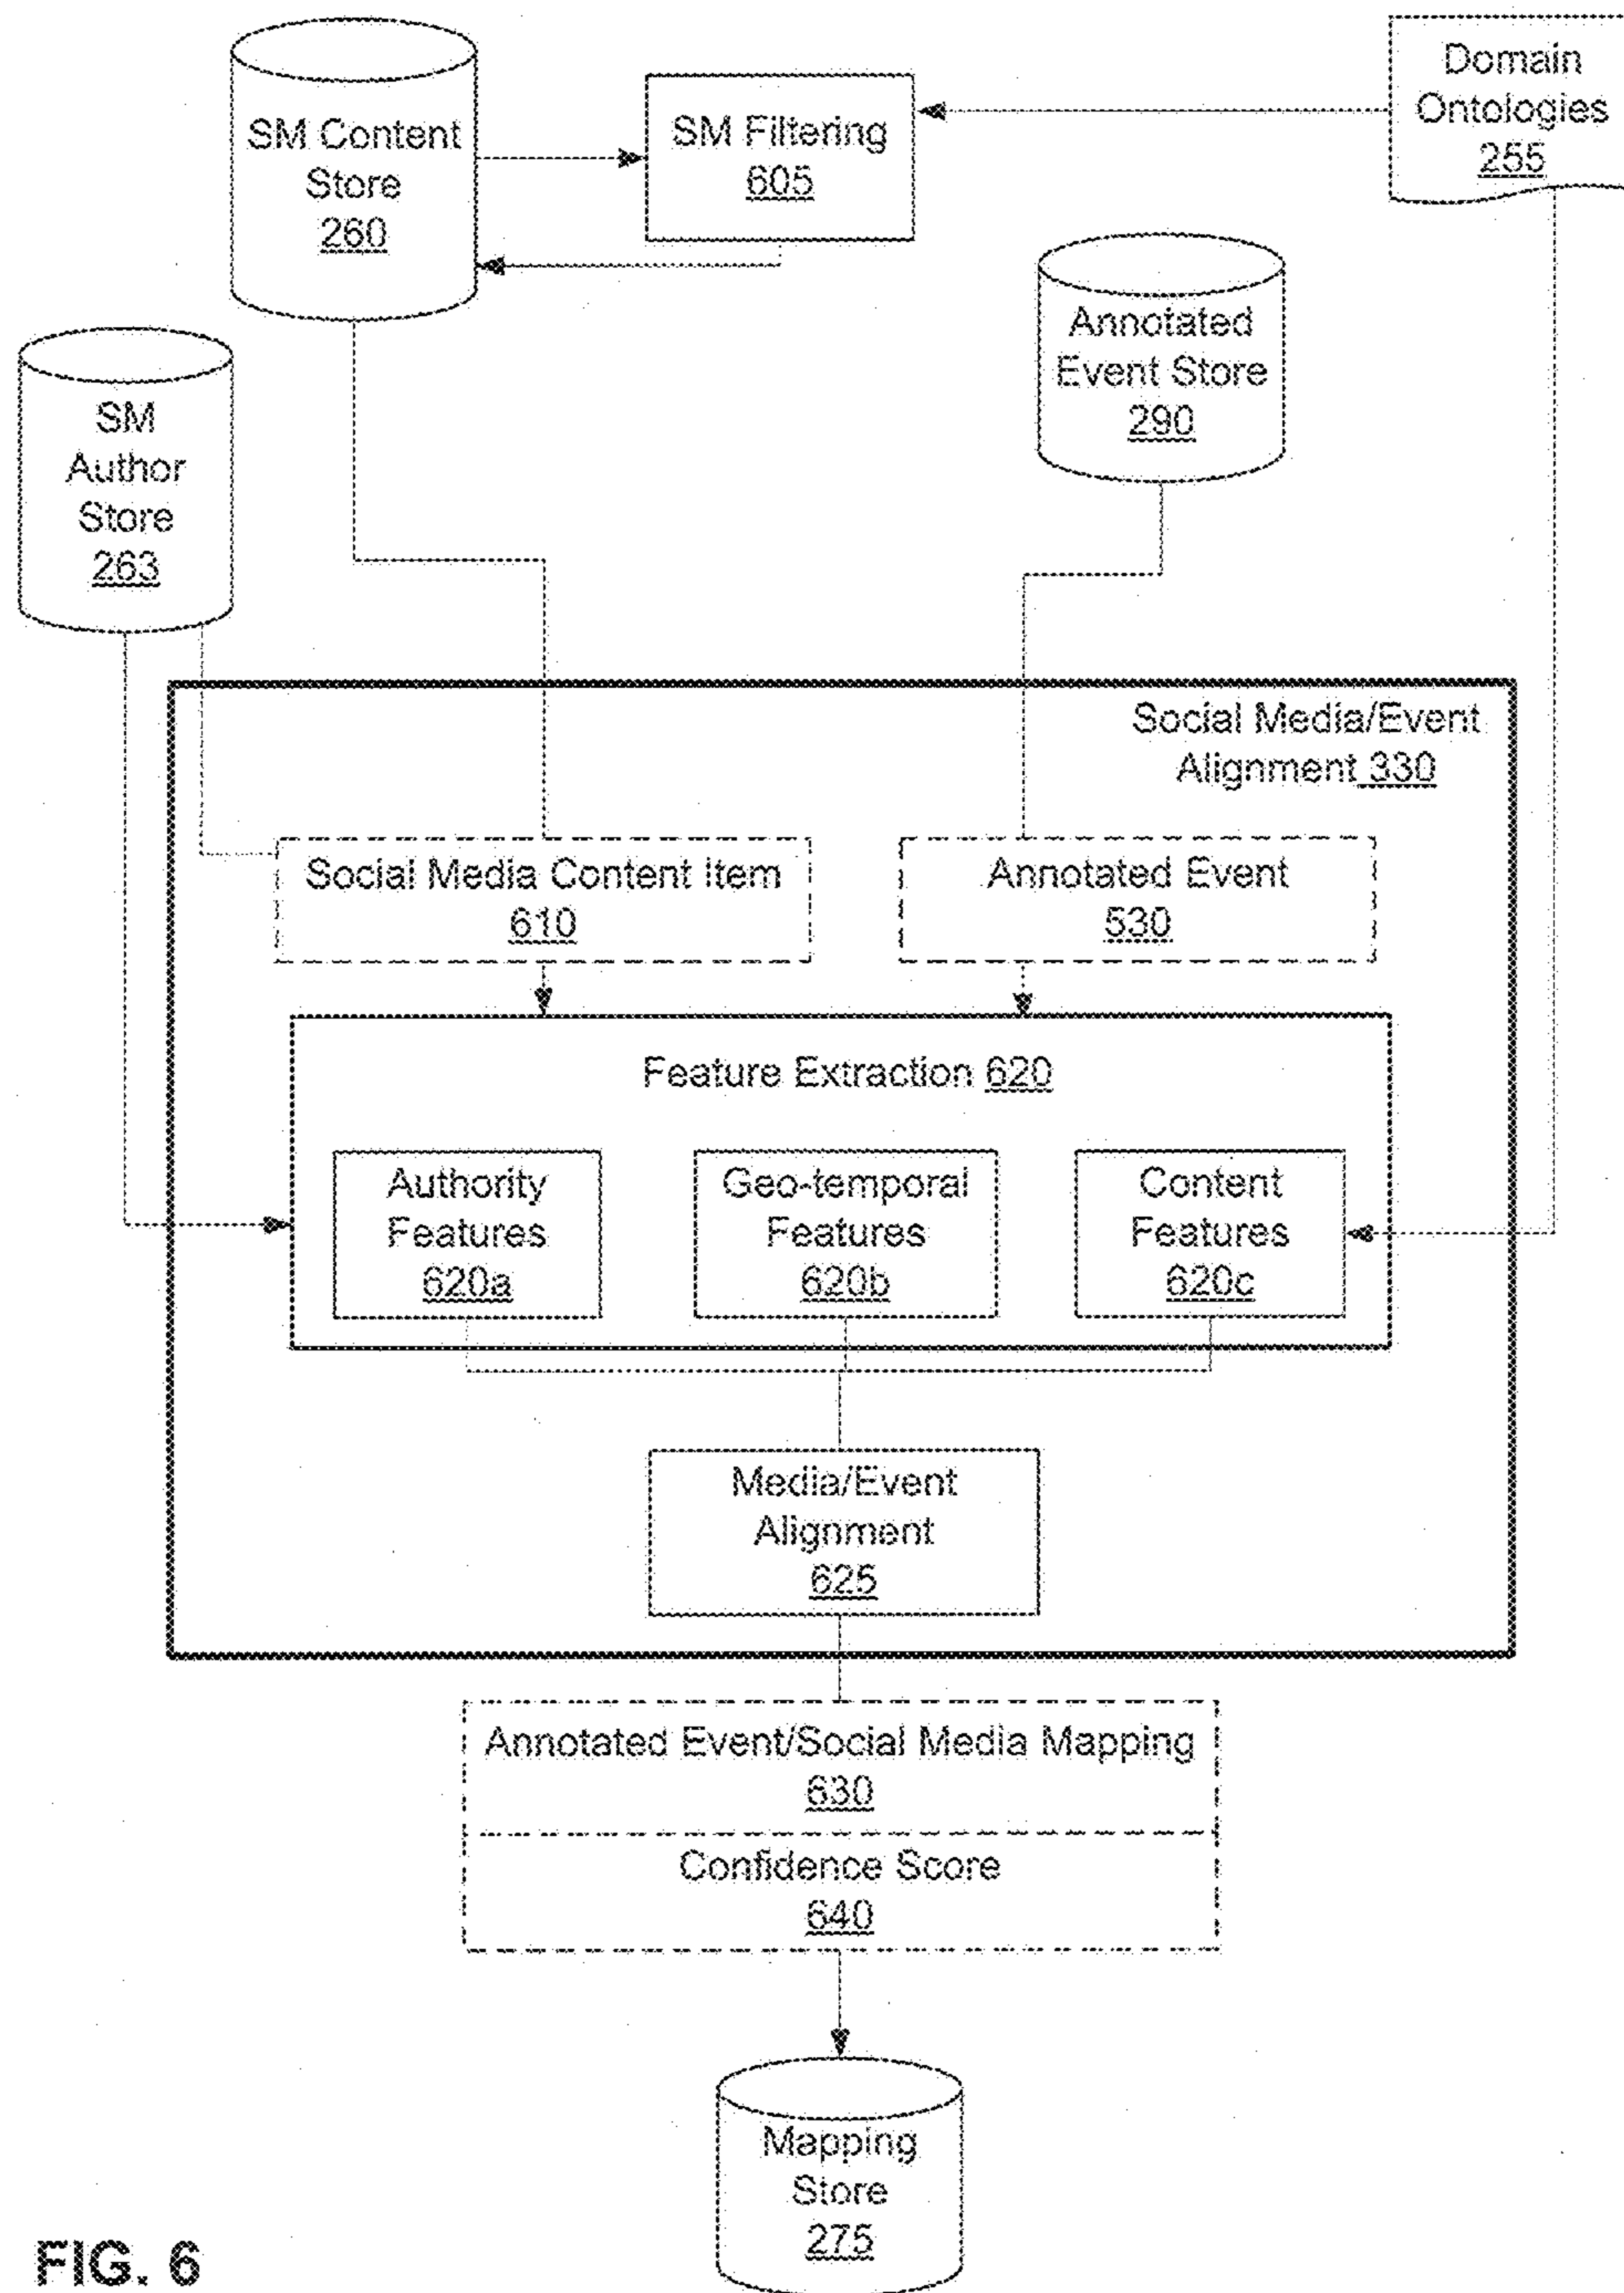 SM Content
Store
260
SM Filtering
605
Domain
Ontologies
255
SM
Author
Store
263
Annotated
Event Store
290
Social Media/Event
Alignment 330
Social Media Content Item
610
Annotated Event
530
Feature Extraction 620
Authority
Features
620a
Geo-temporal
Features
620b
Content
Features
620c
Media/Event
Alignment
625
Annotated Event/Social Media Mapping
630
Confidence Score
640
Mapping
Store
275
FIG. 6